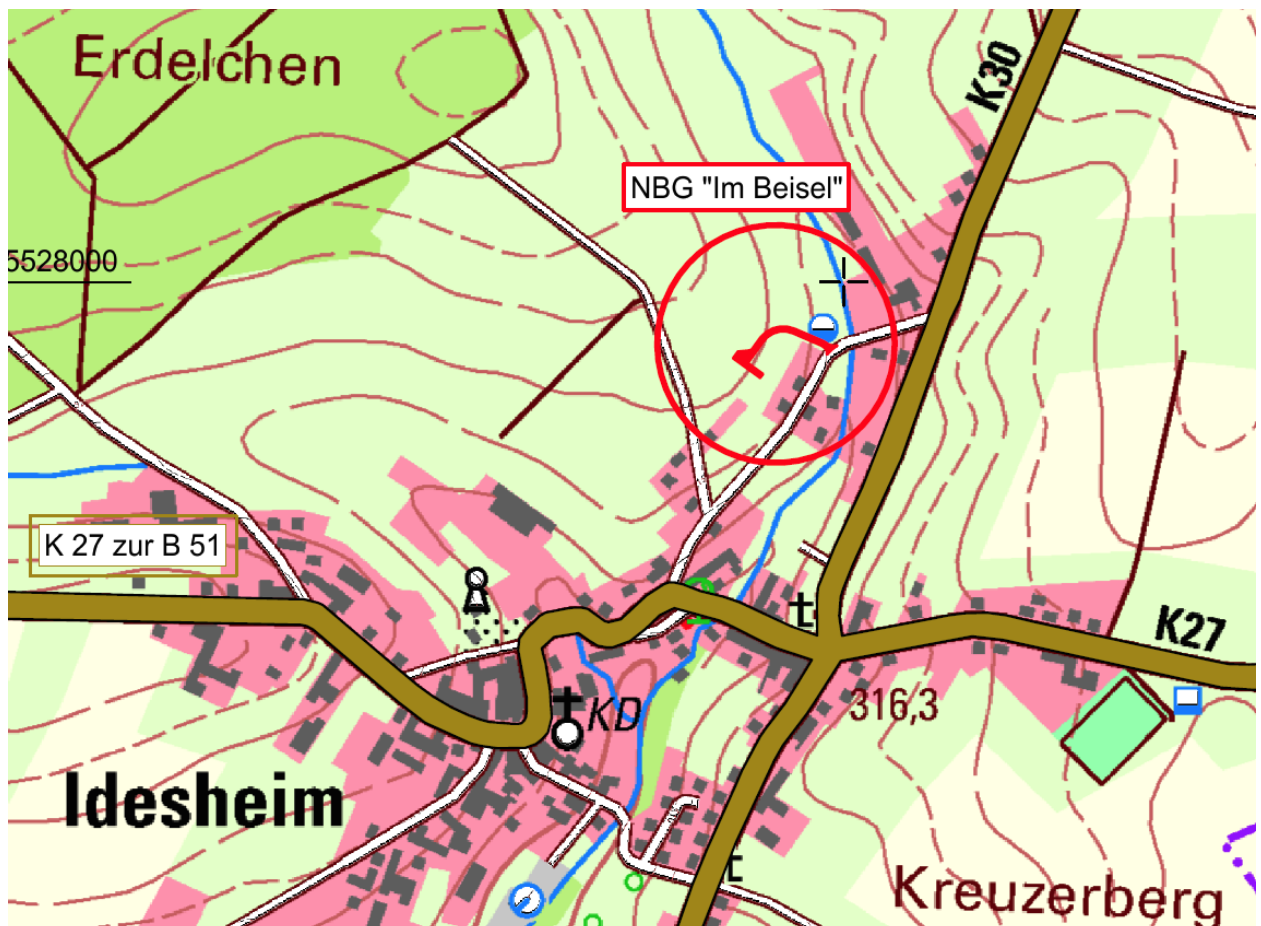 Erdelchen
K30
NBG "Im Beisel"
5528000
K 27 zur B 51
K27
KD
316,3
Idesheim
Kreuzerberg